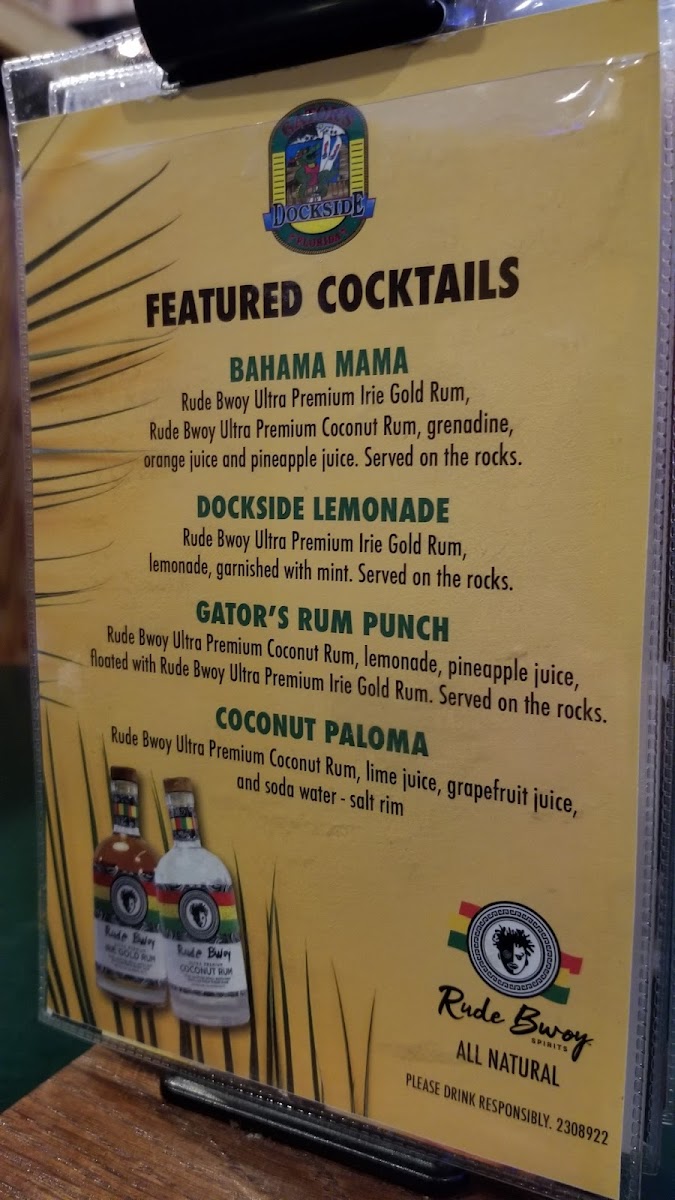 GATOR'S
DOCKSIDE
FLORIDA
FEATURED COCKTAILS
BAHAMA MAMA
Rude Bwoy Ultra Premium Irie Gold Rum,
Rude Bwoy Ultra Premium Coconut Rum, grenadine,
orange juice and pineapple juice. Served on the rocks.
DOCKSIDE LEMONADE
Rude Bwoy Ultra Premium Irie Gold Rum,
lemonade, garnished with mint. Served on the rocks.
GATOR'S RUM PUNCH
Rude Bwoy Ultra Premium Coconut Rum, lemonade, pineapple juice,
floated with Rude Bwoy Ultra Premium Irie Gold Rum. Served on the rocks.
COCONUT PALOMA
Rude Bwoy Ultra Premium Coconut Rum, lime juice, grapefruit juice,
and soda water - salt rim
Rude Bwoy
IRIE GOLD RUM
Rude Bwoy
ULTRA PREMIUM
COCONUT RUM
Rude Bwoy
SPIRITS
ALL NATURAL
PLEASE DRINK RESPONSIBLY. 2308922